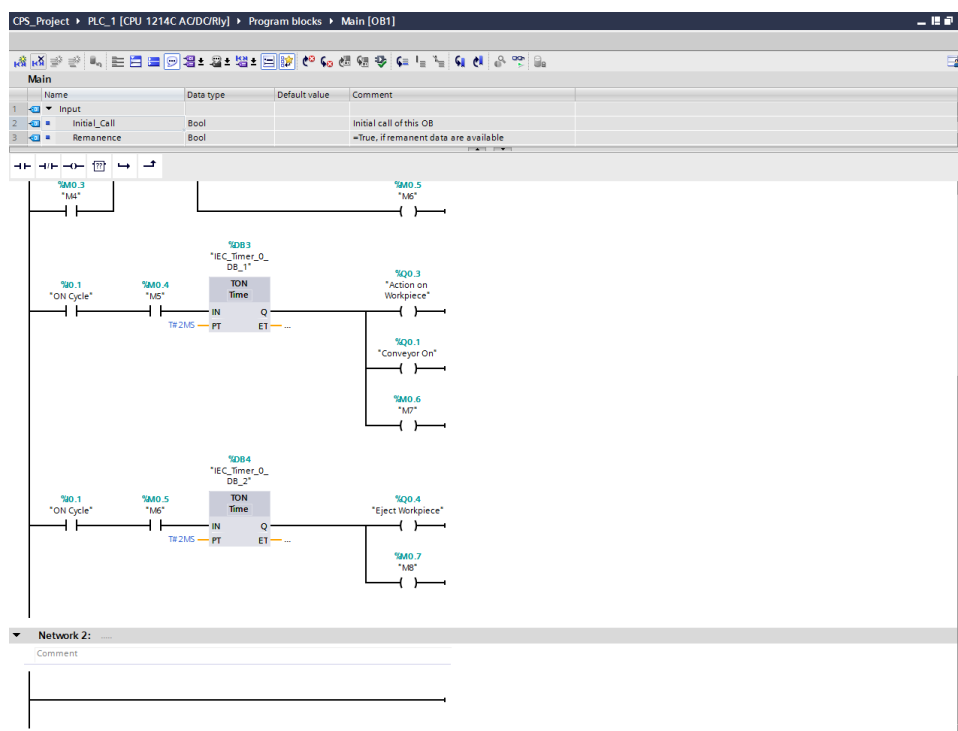 CPS_Project ▸ PLC_1 [CPU 1214C AC/DC/Rly] ▸ Program blocks ▸ Main [OB1]
Main
Name Data type Default value Comment
1 Input
2 Initial_Call Bool Initial call of this OB
3 Remanence Bool =True, if remanent data are available
??
%M0.3 %M0.5
"M4" "M6"
%DB3
"IEC_Timer_0_
DB_1"
%I0.1 %M0.4 TON %Q0.3
"ON Cycle" "M5" Time "Action on
Workpiece"
IN Q
T#2MS PT ET ...
%Q0.1
"Conveyor On"
%M0.6
"M7"
%DB4
"IEC_Timer_0_
DB_2"
%I0.1 %M0.5 TON %Q0.4
"ON Cycle" "M6" Time "Eject Workpiece"
IN Q
T#2MS PT ET ...
%M0.7
"M8"
Network 2: .....
Comment